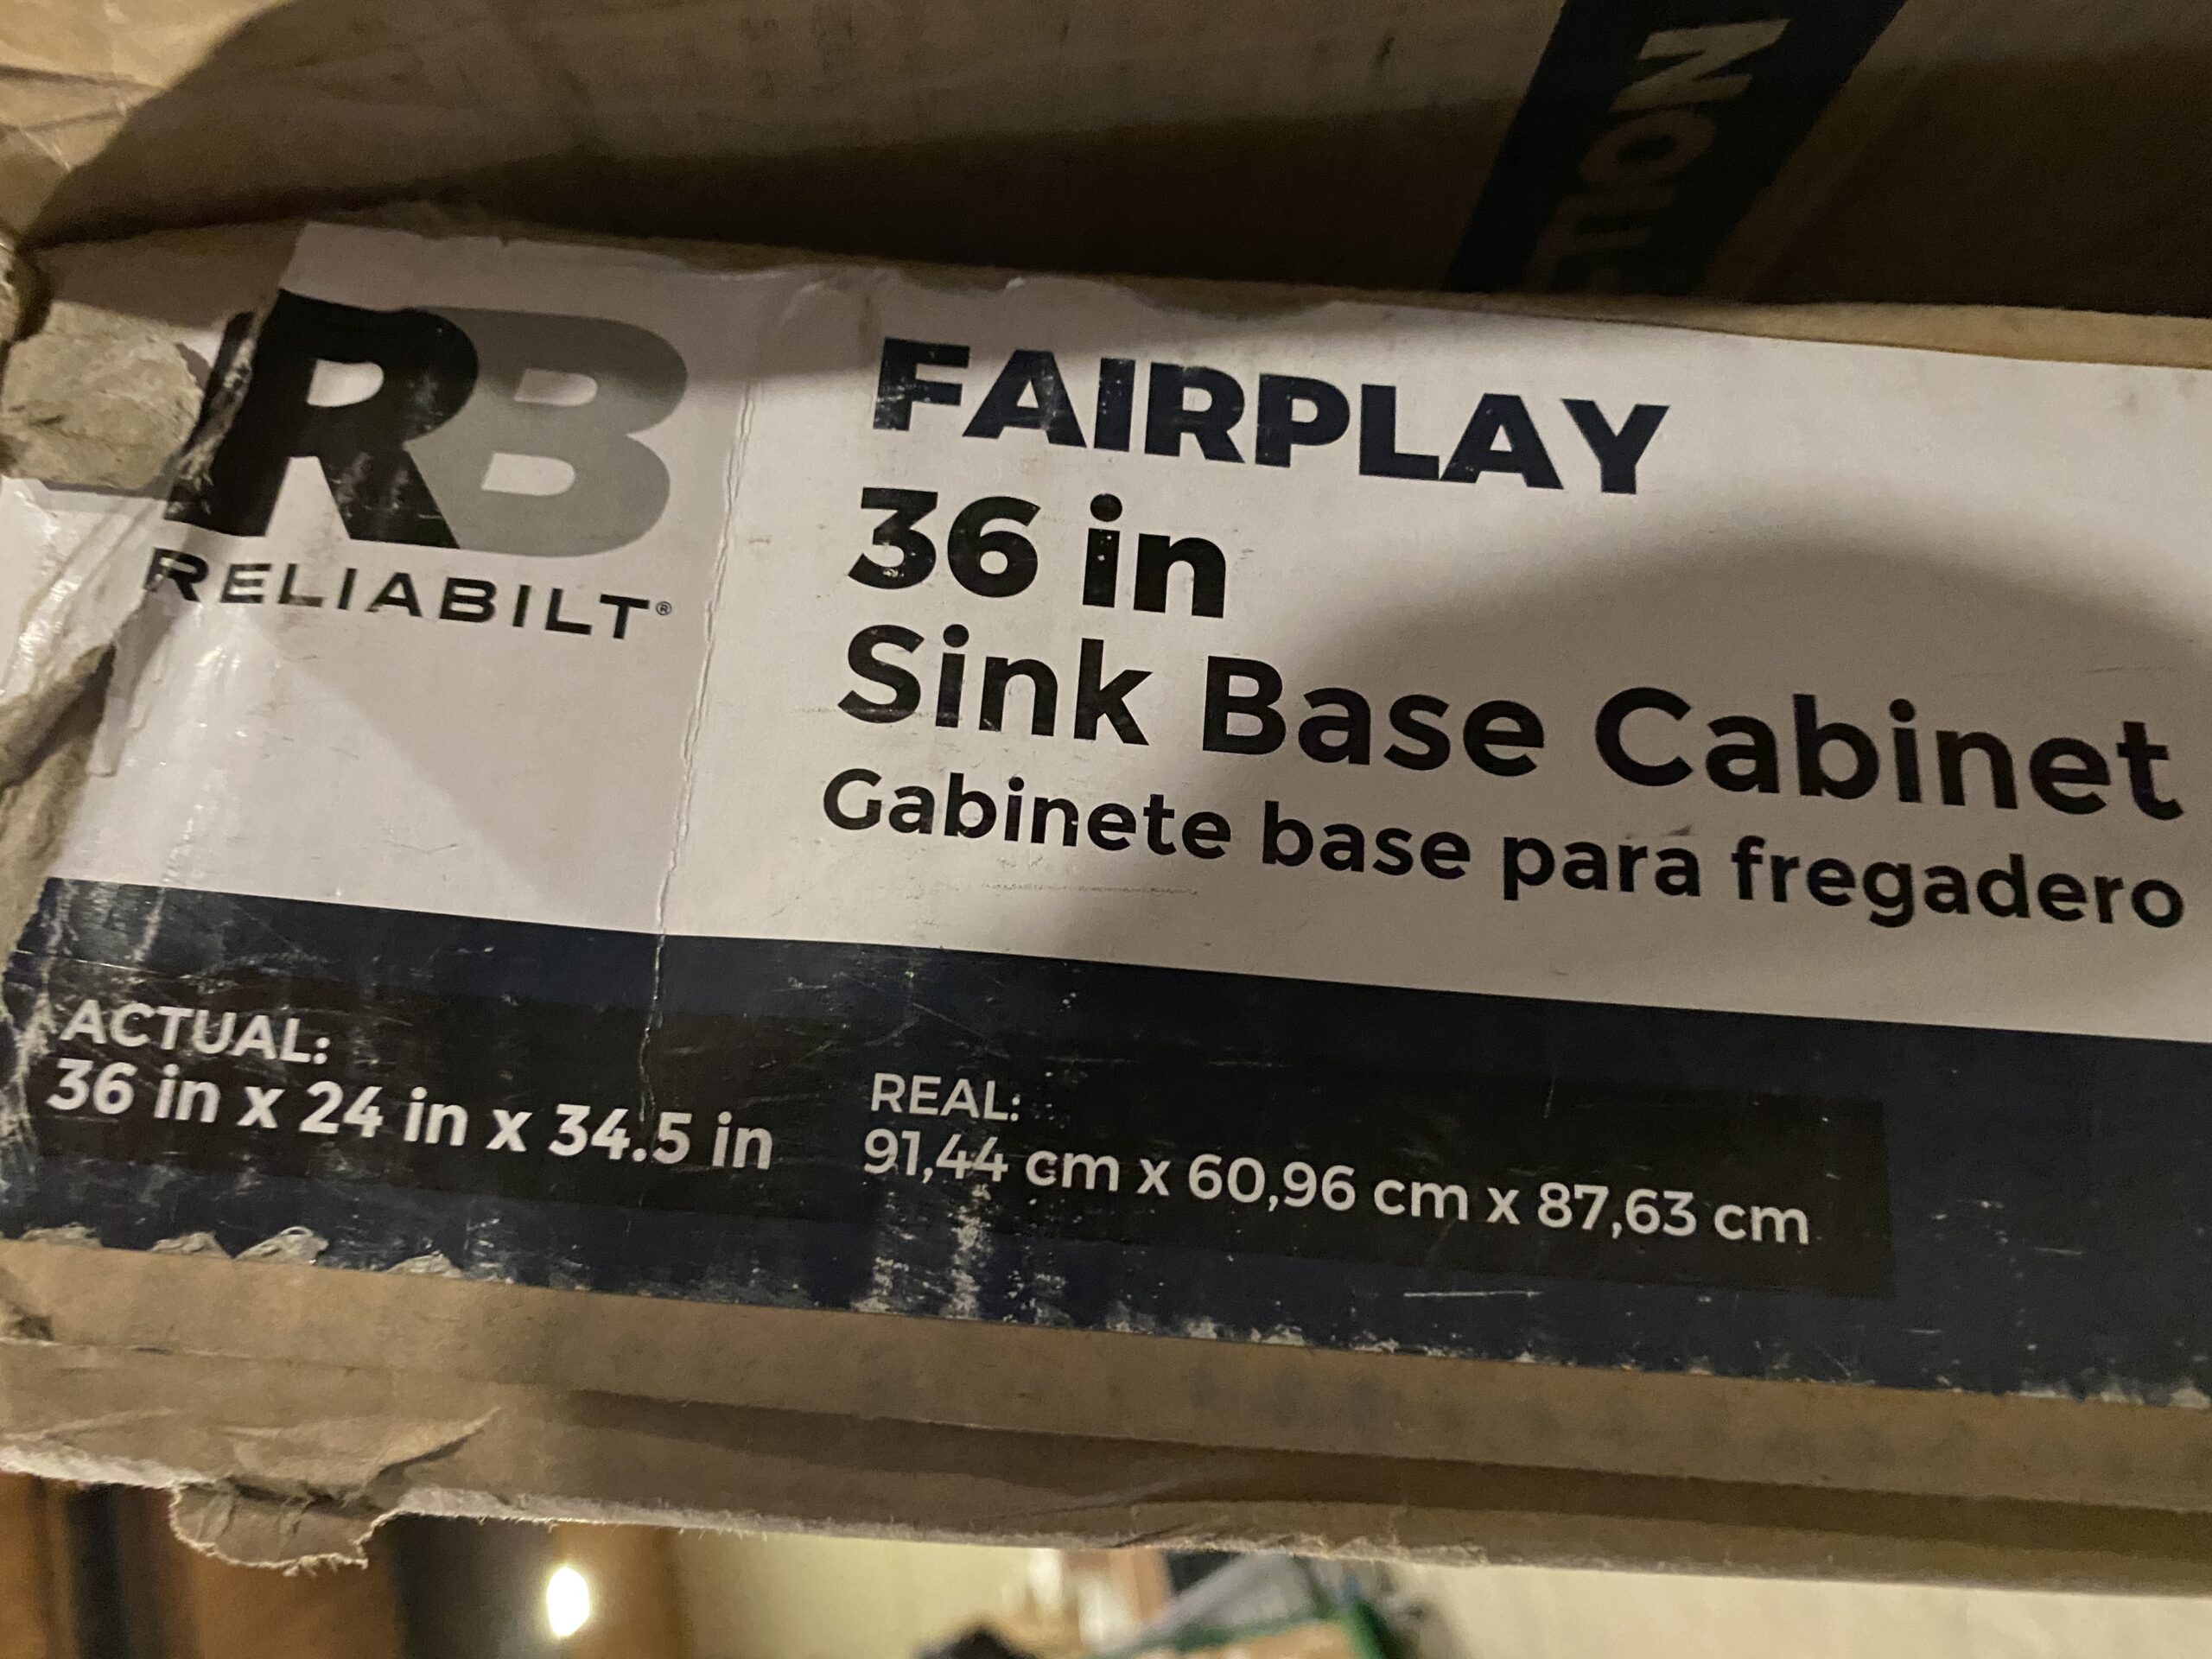 RB
RELIABILT®
FAIRPLAY
36 in
Sink Base Cabinet
Gabinete base para fregadero
ACTUAL:
36 in x 24 in x 34.5 in
REAL:
91,44 cm x 60,96 cm x 87,63 cm